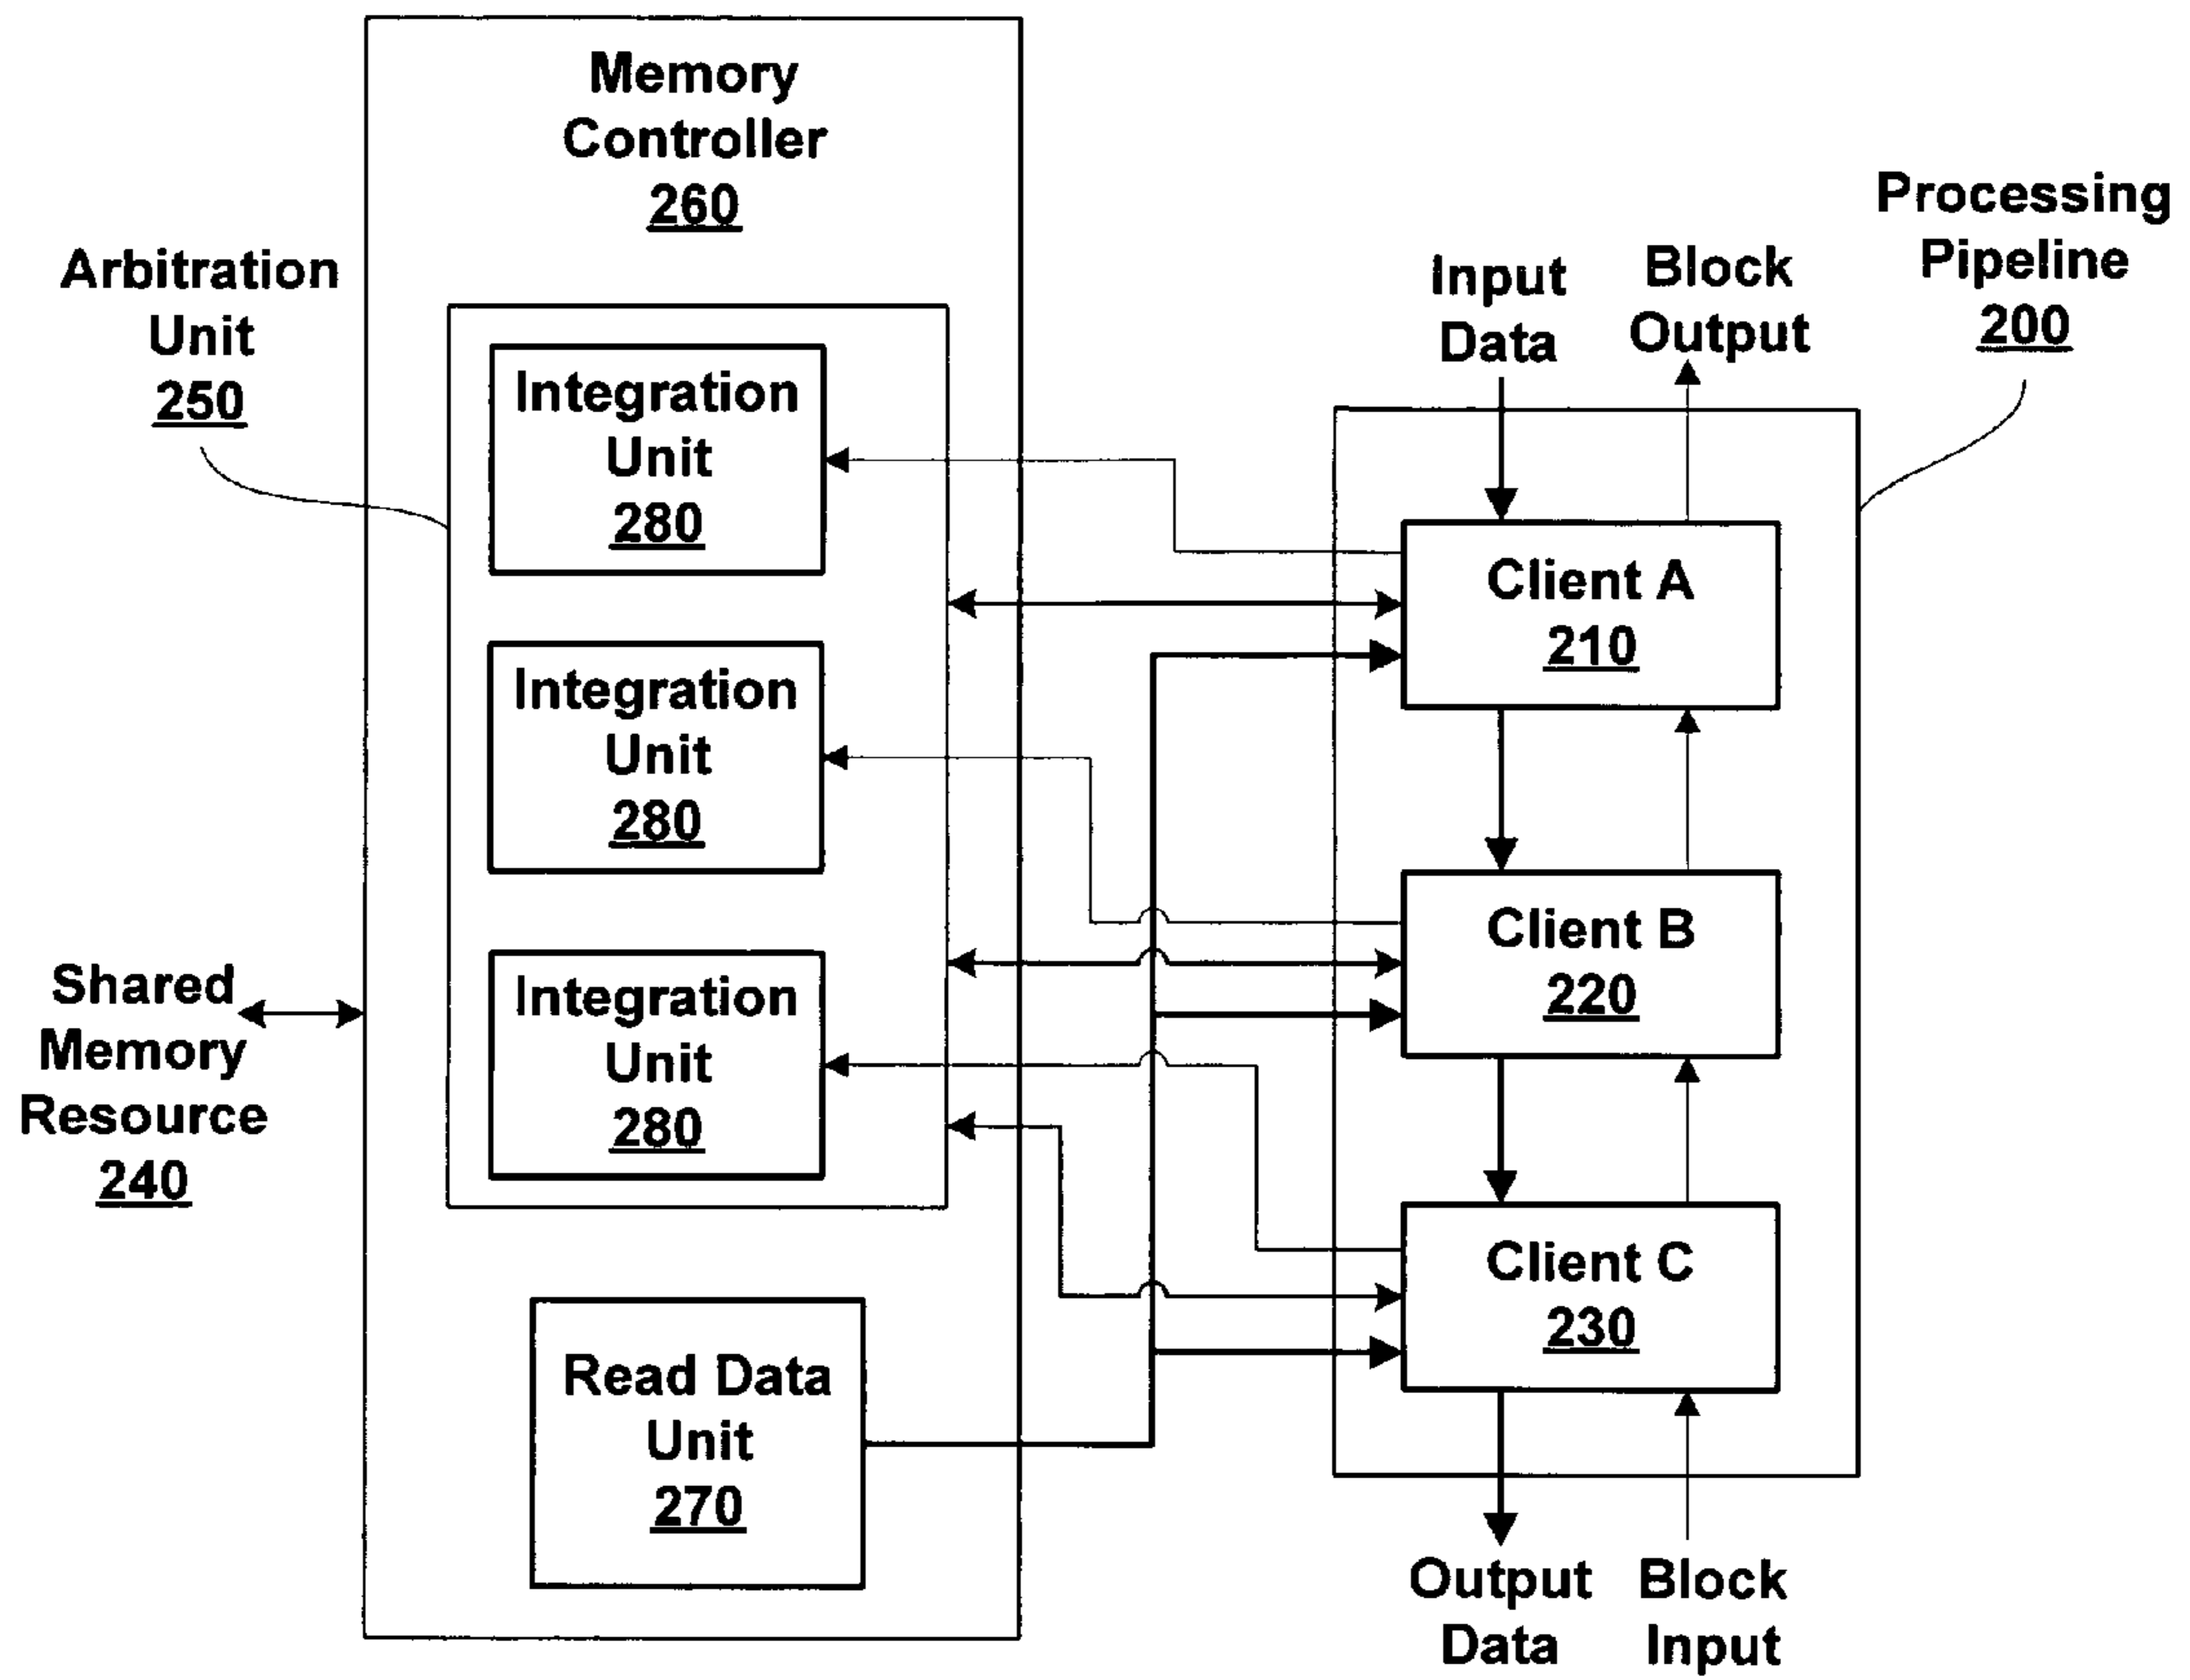 Memory
Controller
260
Arbitration
Unit
250
Integration
Unit
280
Integration
Unit
280
Integration
Unit
280
Shared
Memory
Resource
240
Read Data
Unit
270
Processing
Pipeline
200
Input
Data
Block
Output
Client A
210
Client B
220
Client C
230
Output
Data
Block
Input